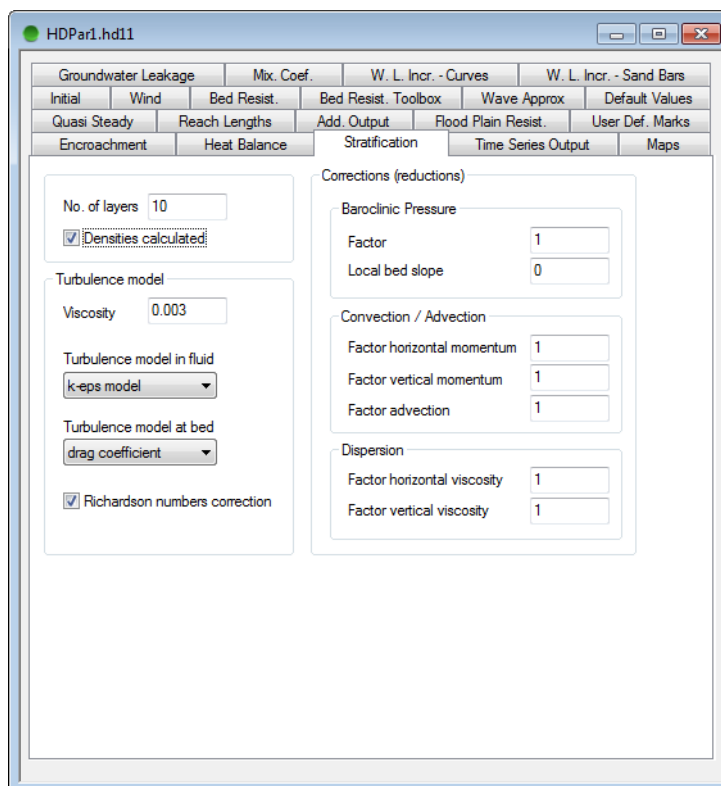 HDPar1.hd11
Groundwater Leakage Mix. Coef. W. L. Incr. - Curves W. L. Incr. - Sand Bars
Initial Wind Bed Resist. Bed Resist. Toolbox Wave Approx Default Values
Quasi Steady Reach Lengths Add. Output Flood Plain Resist. User Def. Marks
Encroachment Heat Balance Stratification Time Series Output Maps
No. of layers 10
Densities calculated
Turbulence model
Viscosity 0.003
Turbulence model in fluid
k-eps model
Turbulence model at bed
drag coefficient
Richardson numbers correction
Corrections (reductions)
Baroclinic Pressure
Factor 1
Local bed slope 0
Convection / Advection
Factor horizontal momentum 1
Factor vertical momentum 1
Factor advection 1
Dispersion
Factor horizontal viscosity 1
Factor vertical viscosity 1